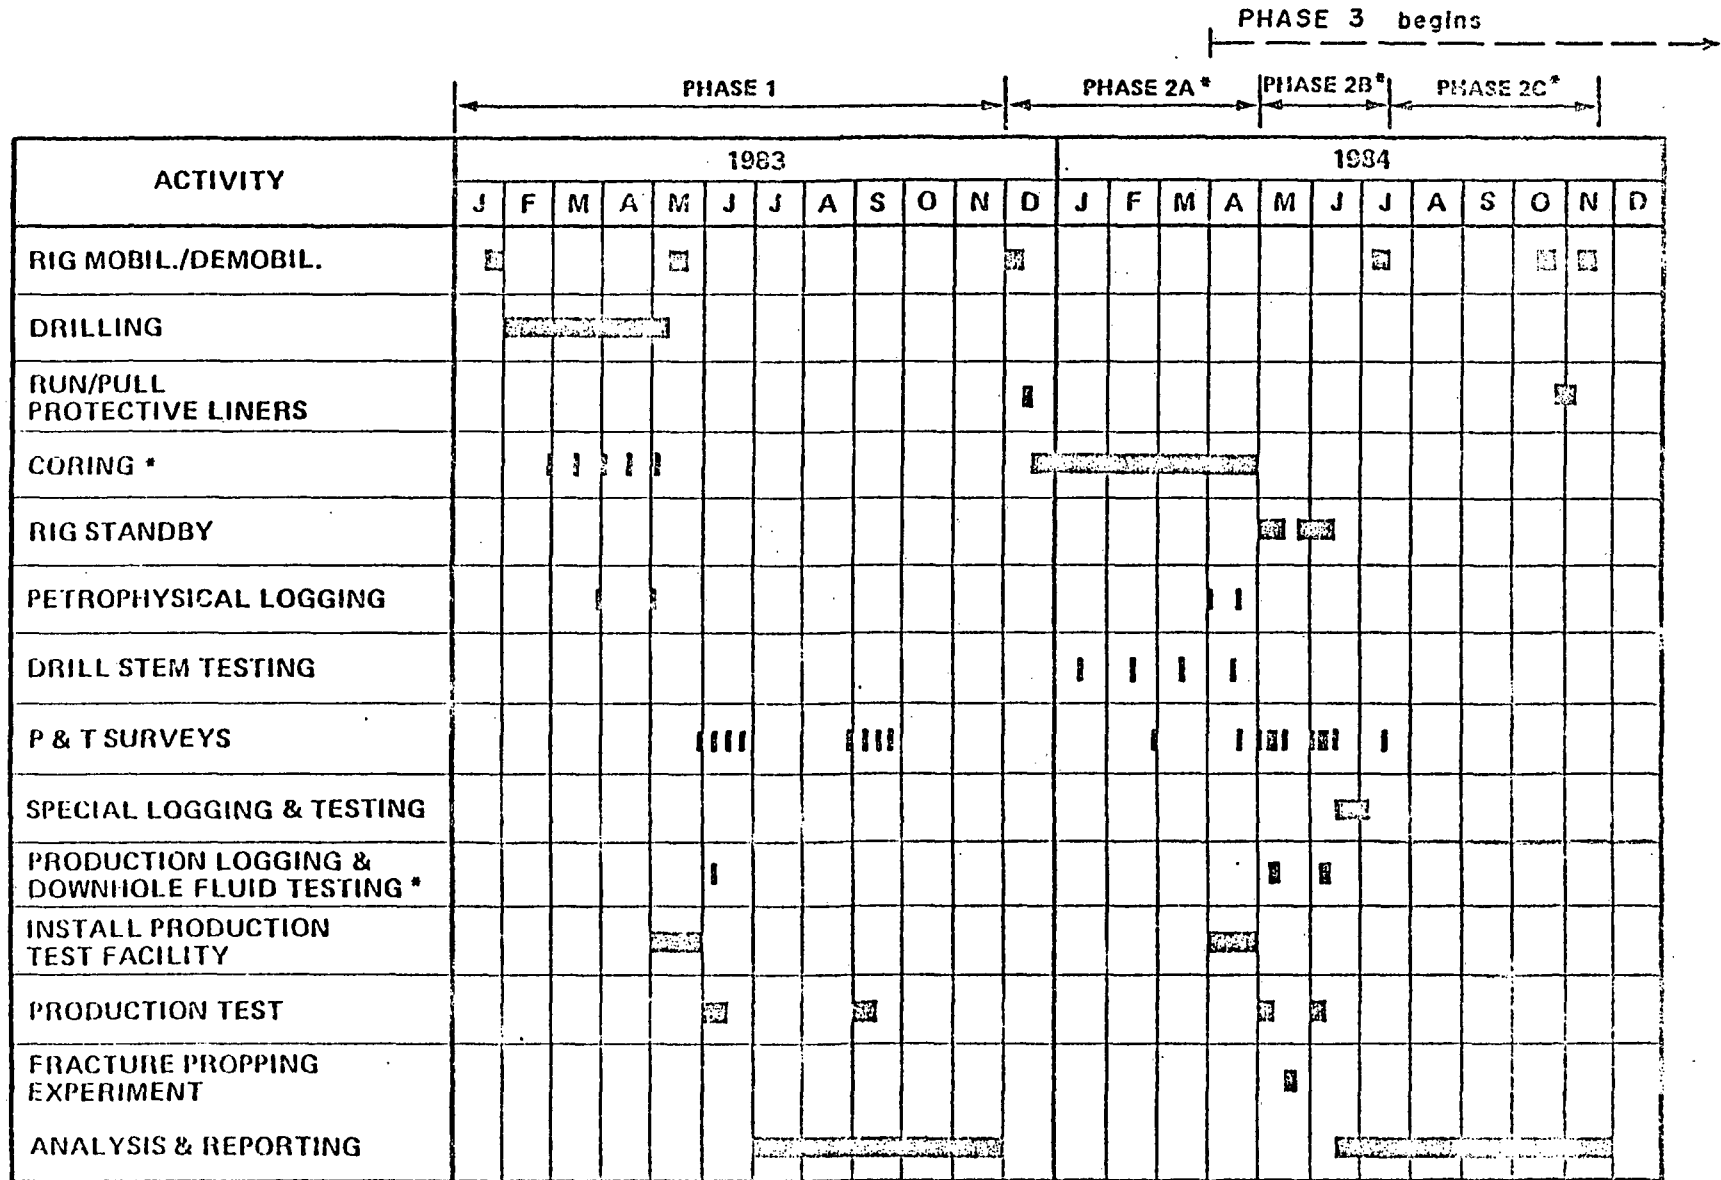 PHASE 3 begins
PHASE 1 PHASE 2A * PHASE 2B * PHASE 2C *
ACTIVITY 1983 1984
J F M A M J J A S O N D J F M A M J J A S O N D
RIG MOBIL./DEMOBIL.
DRILLING
RUN/PULL
PROTECTIVE LINERS
CORING *
RIG STANDBY
PETROPHYSICAL LOGGING
DRILL STEM TESTING
P & T SURVEYS
SPECIAL LOGGING & TESTING
PRODUCTION LOGGING &
DOWNHOLE FLUID TESTING *
INSTALL PRODUCTION
TEST FACILITY
PRODUCTION TEST
FRACTURE PROPPING
EXPERIMENT
ANALYSIS & REPORTING